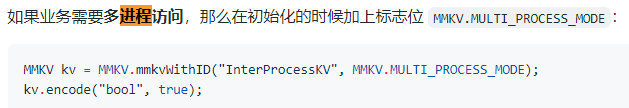 如果业务需要多进程访问，那么在初始化的时候加上标志位 MMKV.MULTI_PROCESS_MODE：
MMKV kv = MMKV.mmkvWithID("InterProcessKV", MMKV.MULTI_PROCESS_MODE);
kv.encode("bool", true);